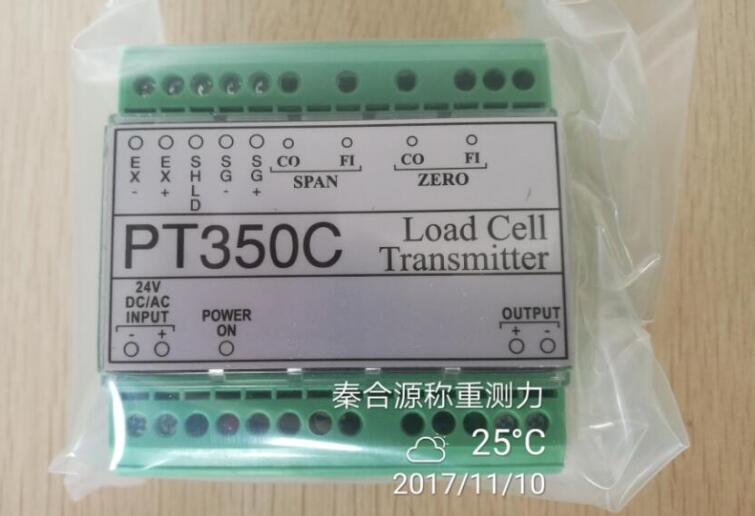 EX- EX+ SHLD SG- SG+ CO FI CO FI
SPAN ZERO
PT350C Load Cell
Transmitter
24V
DC/AC
INPUT
- +
POWER
ON
OUTPUT
+ -
秦合源称重测力
25°C
2017/11/10